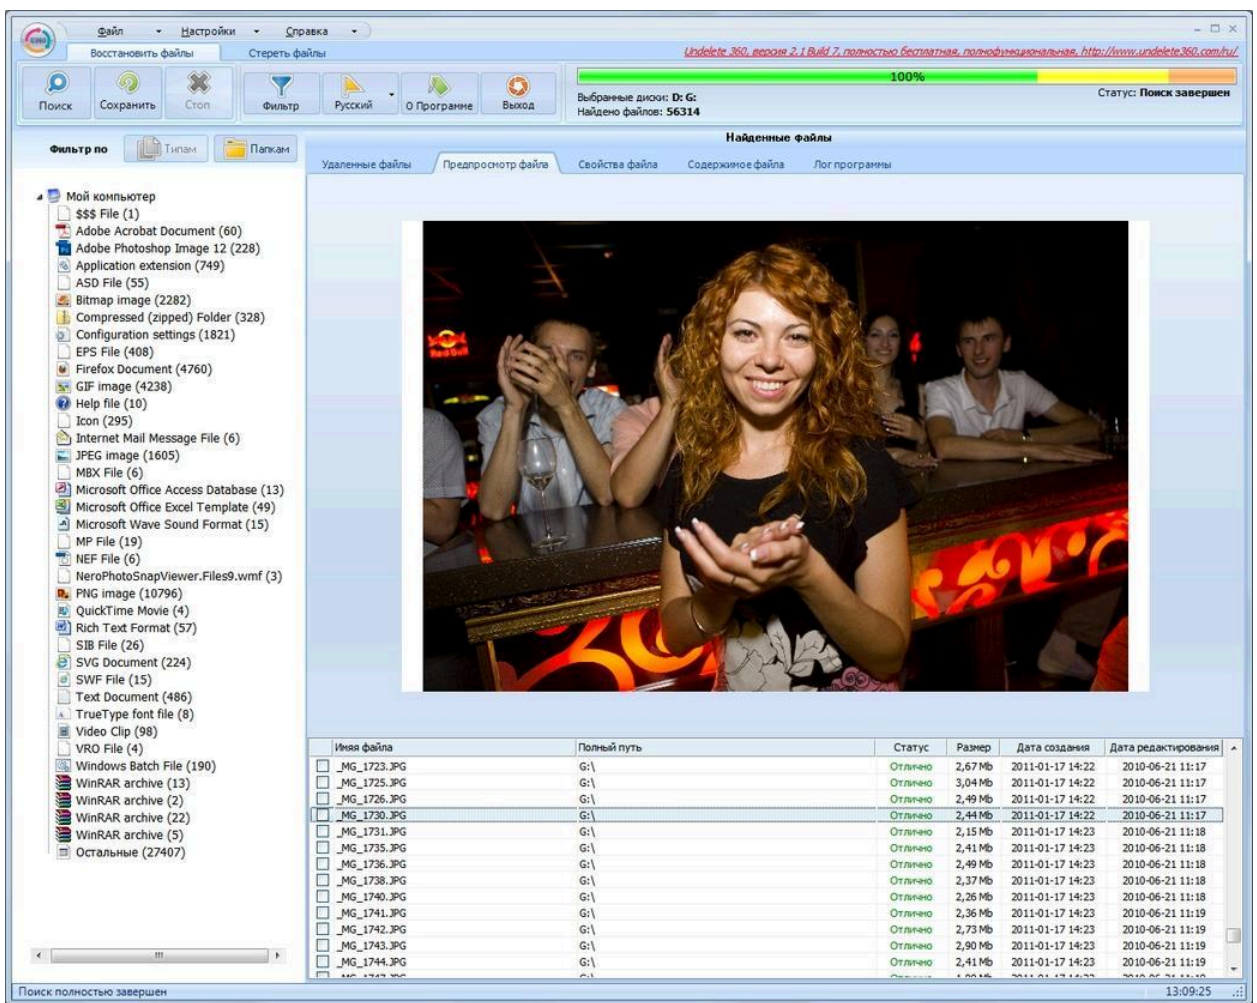 Файл Настройки Справка
Восстановить файлы Стереть файлы
Undelete 360, версия 2.1 Build 7, полностью бесплатная, полнофункциональная, http://www.undelete360.com/ru/
Поиск Сохранить Стоп Фильтр Русский О Программе Выход
100%
Выбранные диски: D: G:
Статус: Поиск завершен
Найдено файлов: 56314
Фильтр по Типам Папкам
Найденные файлы
Удаленные файлы Предпросмотр файла Свойства файла Содержимое файла Лог программы
Мой компьютер
$$$ File (1)
Adobe Acrobat Document (60)
Adobe Photoshop Image 12 (228)
Application extension (749)
ASD File (55)
Bitmap image (2282)
Compressed (zipped) Folder (328)
Configuration settings (1821)
EPS File (408)
Firefox Document (4760)
GIF image (4238)
Help file (10)
Icon (295)
Internet Mail Message File (6)
JPEG image (1605)
MBX File (6)
Microsoft Office Access Database (13)
Microsoft Office Excel Template (49)
Microsoft Wave Sound Format (15)
MP File (19)
NEF File (6)
NeroPhotoSnapViewer.Files9.wmf (3)
PNG image (10796)
QuickTime Movie (4)
Rich Text Format (57)
SIB File (26)
SVG Document (224)
SWF File (15)
Text Document (486)
TrueType font file (8)
Video Clip (98)
VRO File (4)
Windows Batch File (190)
WinRAR archive (13)
WinRAR archive (2)
WinRAR archive (22)
WinRAR archive (5)
Остальные (27407)
Red Bull
Имяя файла Полный путь Статус Размер Дата создания Дата редактирования
_MG_1723.JPG G:\ Отлично 2,67 Mb 2011-01-17 14:22 2010-06-21 11:17
_MG_1725.JPG G:\ Отлично 3,04 Mb 2011-01-17 14:22 2010-06-21 11:17
_MG_1726.JPG G:\ Отлично 2,49 Mb 2011-01-17 14:22 2010-06-21 11:17
_MG_1730.JPG G:\ Отлично 2,44 Mb 2011-01-17 14:22 2010-06-21 11:17
_MG_1731.JPG G:\ Отлично 2,15 Mb 2011-01-17 14:23 2010-06-21 11:18
_MG_1735.JPG G:\ Отлично 2,41 Mb 2011-01-17 14:23 2010-06-21 11:18
_MG_1736.JPG G:\ Отлично 2,49 Mb 2011-01-17 14:23 2010-06-21 11:18
_MG_1738.JPG G:\ Отлично 2,37 Mb 2011-01-17 14:23 2010-06-21 11:18
_MG_1740.JPG G:\ Отлично 2,26 Mb 2011-01-17 14:23 2010-06-21 11:18
_MG_1741.JPG G:\ Отлично 2,36 Mb 2011-01-17 14:23 2010-06-21 11:19
_MG_1742.JPG G:\ Отлично 2,73 Mb 2011-01-17 14:23 2010-06-21 11:19
_MG_1743.JPG G:\ Отлично 2,90 Mb 2011-01-17 14:23 2010-06-21 11:19
_MG_1744.JPG G:\ Отлично 2,41 Mb 2011-01-17 14:23 2010-06-21 11:19
Поиск полностью завершен 13:09:25